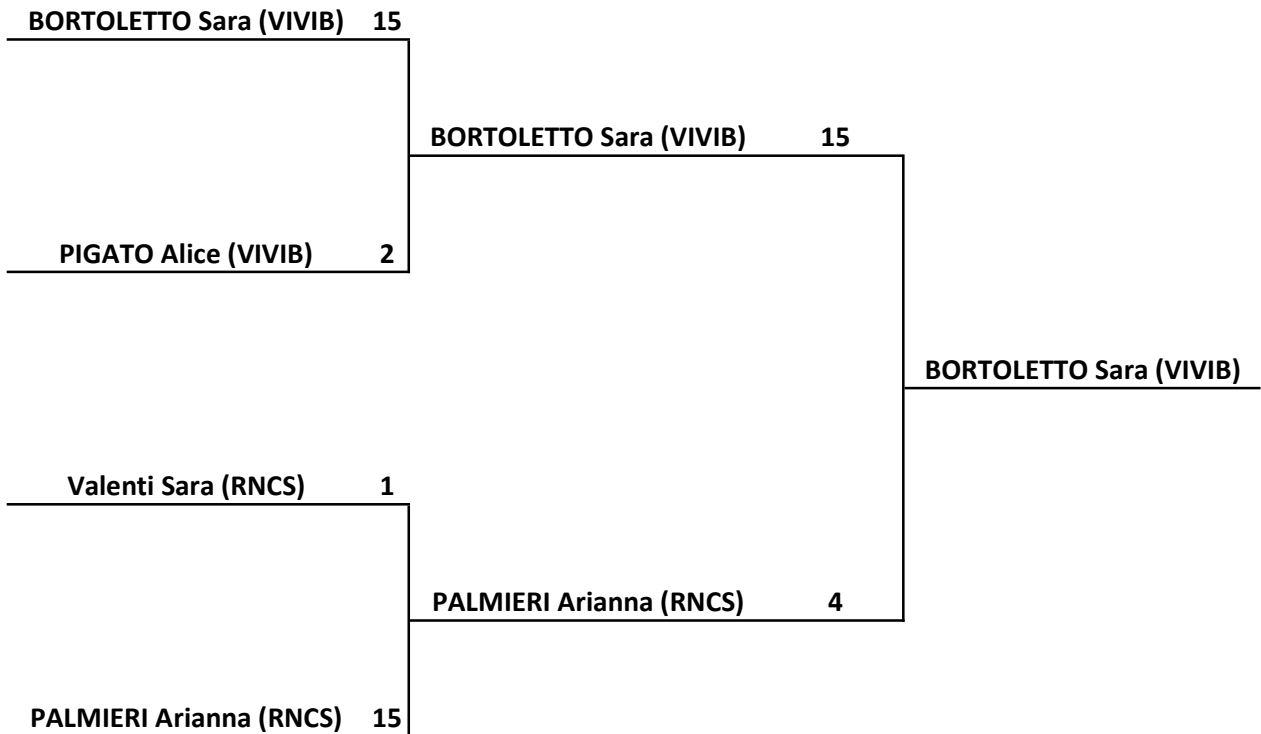 BORTOLETTO Sara (VIVIB) 15
BORTOLETTO Sara (VIVIB) 15
PIGATO Alice (VIVIB) 2
BORTOLETTO Sara (VIVIB)
Valenti Sara (RNCS) 1
PALMIERI Arianna (RNCS) 4
PALMIERI Arianna (RNCS) 15